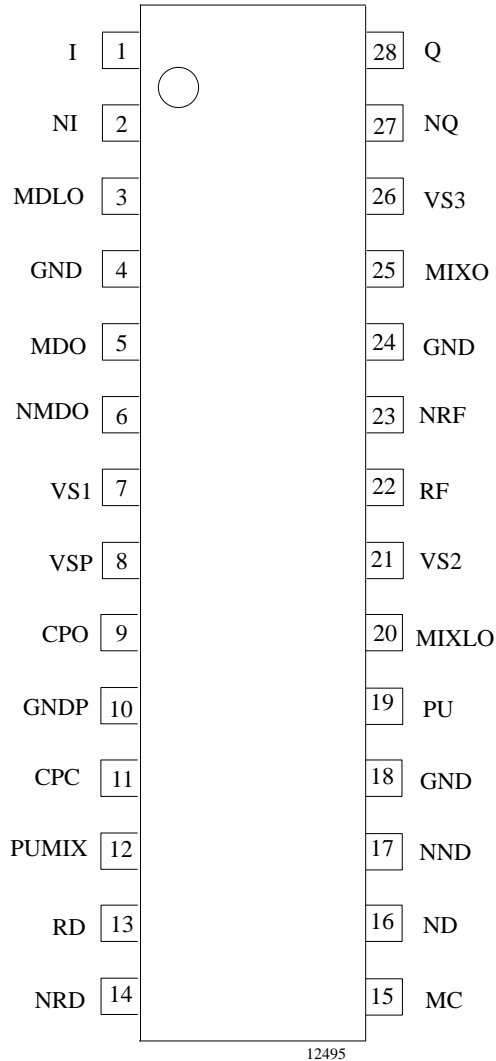 I 1 28 Q
NI 2 27 NQ
MDLO 3 26 VS3
GND 4 25 MIXO
MDO 5 24 GND
NMDO 6 23 NRF
VS1 7 22 RF
VSP 8 21 VS2
CPO 9 20 MIXLO
GNDP 10 19 PU
CPC 11 18 GND
PUMIX 12 17 NND
RD 13 16 ND
NRD 14 15 MC
12495